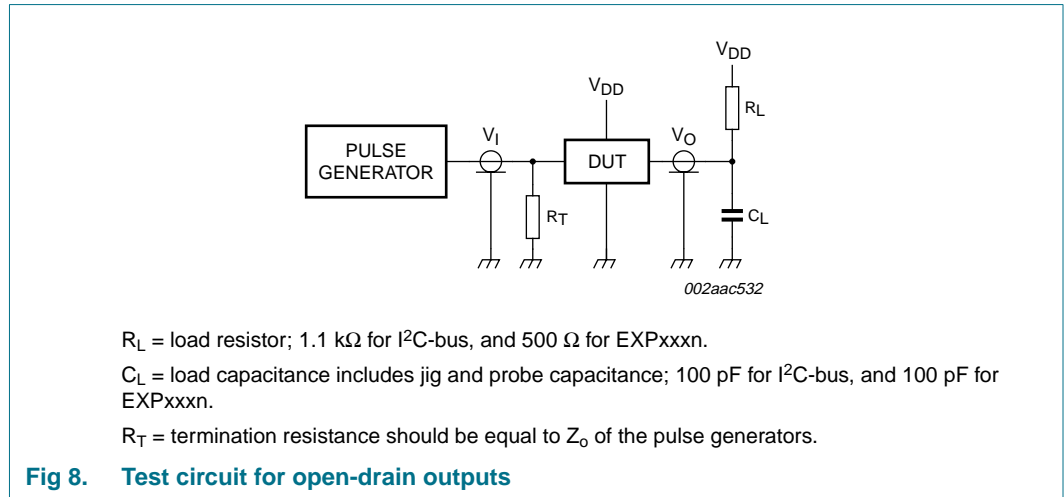 VDD
RL
VDD
VI
VO
PULSE
GENERATOR
DUT
RT
CL
002aac532
RL = load resistor; 1.1 kΩ for I2C-bus, and 500 Ω for EXPxxxn.
CL = load capacitance includes jig and probe capacitance; 100 pF for I2C-bus, and 100 pF for
EXPxxxn.
RT = termination resistance should be equal to Zo of the pulse generators.
Fig 8. Test circuit for open-drain outputs